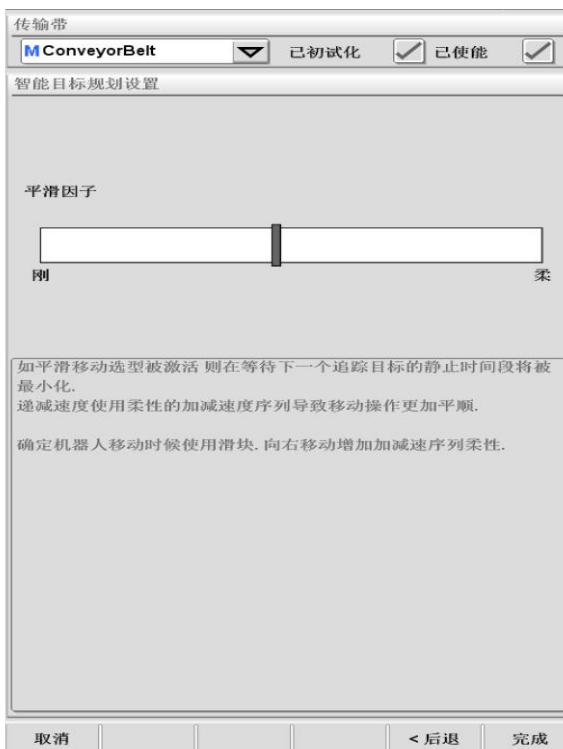 传输带
M ConveyorBelt 已初试化 已使能
智能目标规划设置
平滑因子
刚 柔
如平滑移动选型被激活 则在等待下一个追踪目标的静止时间段将被
最小化.
递减速度使用柔性的加减速度序列导致移动操作更加平顺.
确定机器人移动时候使用滑块. 向右移动增加加减速序列柔性.
取消 < 后退 完成